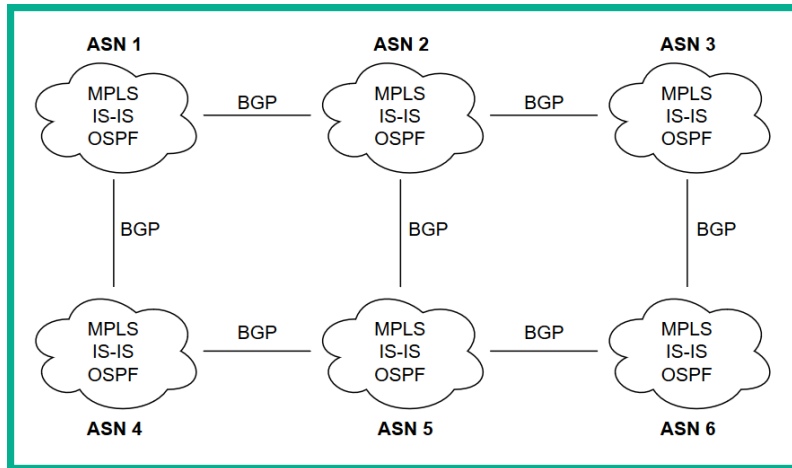 ASN 1
ASN 2
ASN 3
MPLS
IS-IS
OSPF
BGP
MPLS
IS-IS
OSPF
BGP
MPLS
IS-IS
OSPF
BGP
BGP
BGP
MPLS
IS-IS
OSPF
BGP
MPLS
IS-IS
OSPF
BGP
MPLS
IS-IS
OSPF
ASN 4
ASN 5
ASN 6